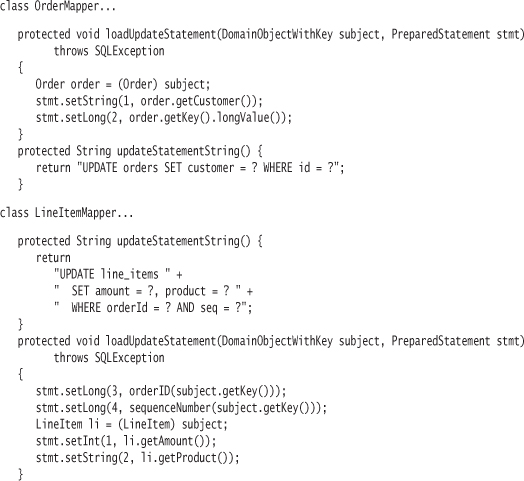 class OrderMapper...
protected void loadUpdateStatement(DomainObjectWithKey subject, PreparedStatement stmt)
throws SQLException
{
Order order = (Order) subject;
stmt.setString(1, order.getCustomer());
stmt.setLong(2, order.getKey().longValue());
}
protected String updateStatementString() {
return "UPDATE orders SET customer = ? WHERE id = ?";
}
class LineItemMapper...
protected String updateStatementString() {
return
"UPDATE line_items " +
"  SET amount = ?, product = ? " +
"  WHERE orderId = ? AND seq = ?";
}
protected void loadUpdateStatement(DomainObjectWithKey subject, PreparedStatement stmt)
throws SQLException
{
stmt.setLong(3, orderID(subject.getKey()));
stmt.setLong(4, sequenceNumber(subject.getKey()));
LineItem li = (LineItem) subject;
stmt.setInt(1, li.getAmount());
stmt.setString(2, li.getProduct());
}